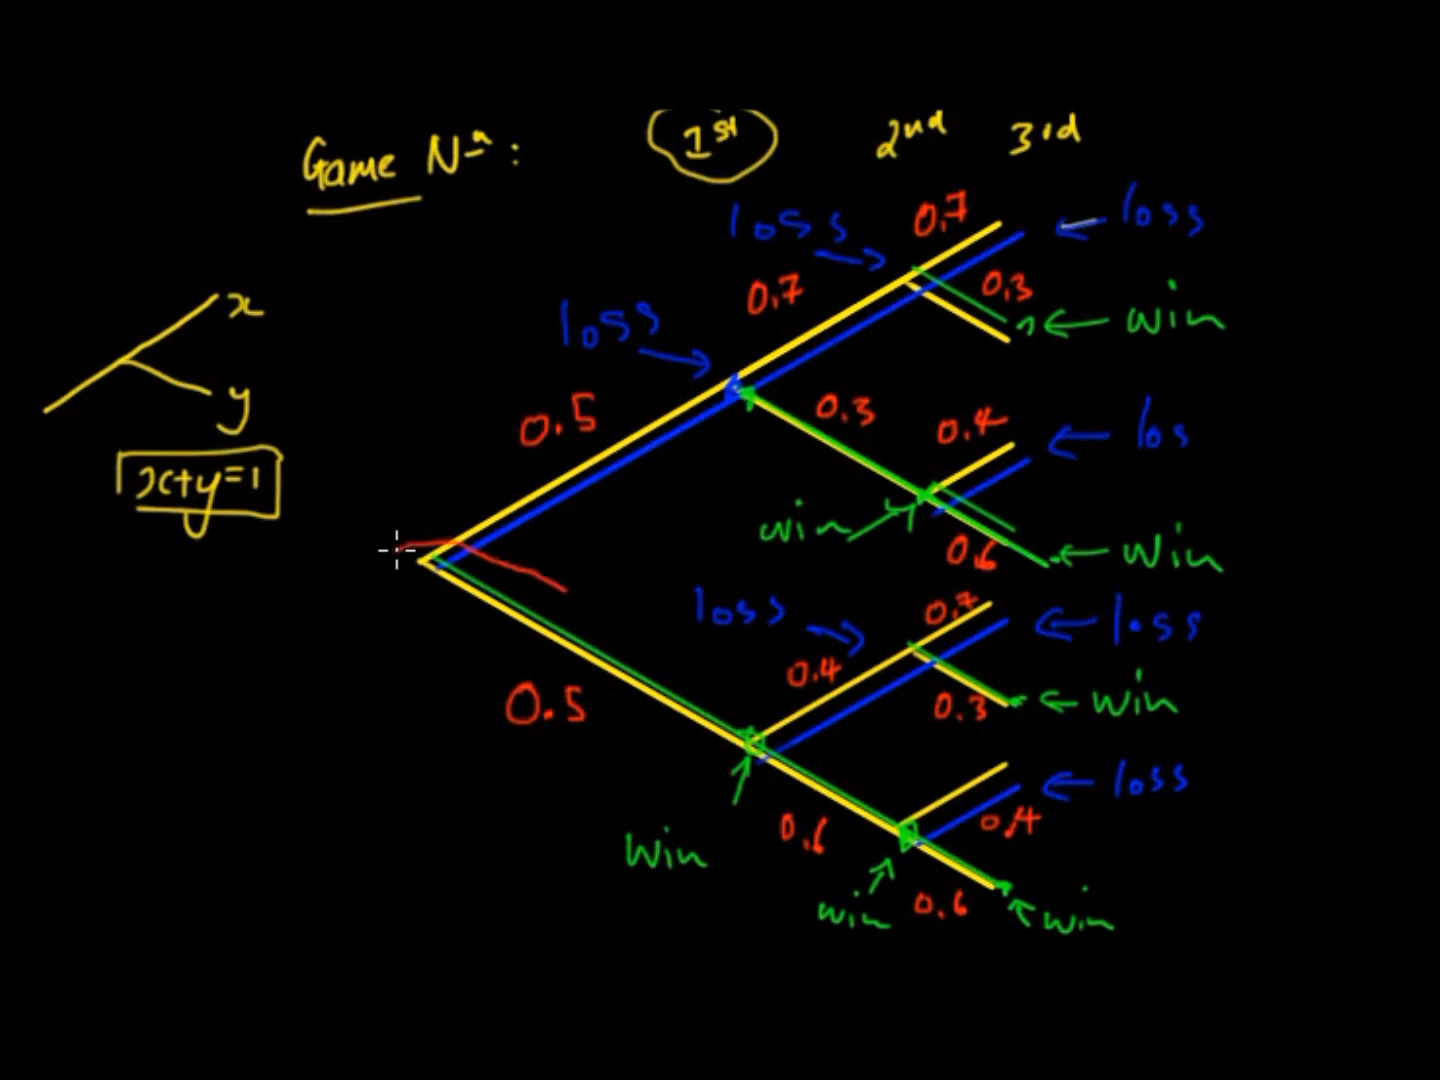 Game Nº: 1st 2nd 3rd
loss 0.7 loss
0.7 0.3
x loss win
y 0.5 0.3 0.4 los
x+y=1
win 0.6 win
loss 0.7 loss
0.4
0.5 0.3 win
loss
win 0.6 0.4
win 0.6 win